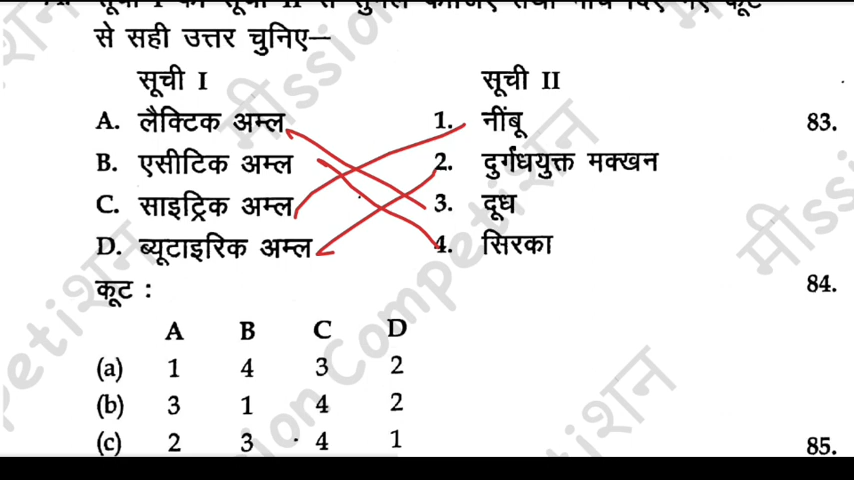 से सही उत्तर चुनिए—
सूची I सूची II
A. लैक्टिक अम्ल 1. नींबू
B. एसीटिक अम्ल 2. दुर्गंधयुक्त मक्खन
C. साइट्रिक अम्ल 3. दूध
D. ब्यूटाइरिक अम्ल 4. सिरका
कूट :
A B C D
(a) 1 4 3 2
(b) 3 1 4 2
(c) 2 3 4 1
83.
84.
85.